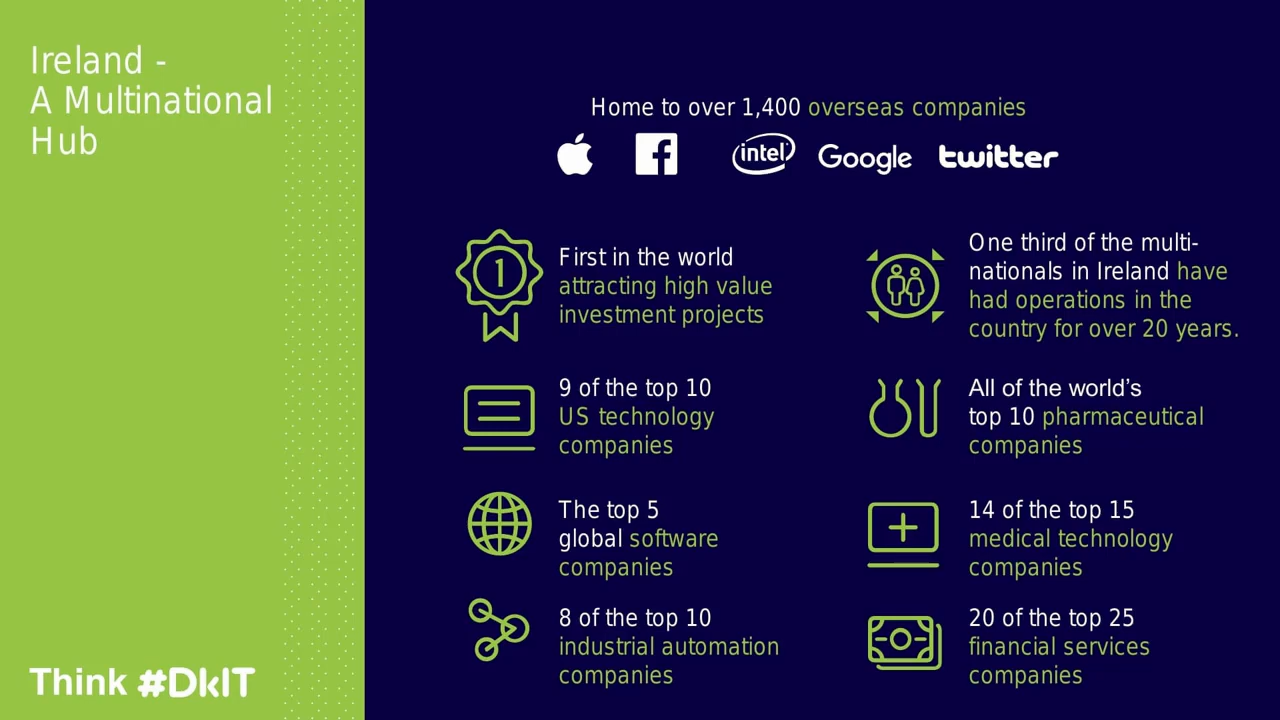 Ireland -
A Multinational
Hub
Home to over 1,400 overseas companies
intel
Google
twitter
1
First in the world
attracting high value
investment projects
One third of the multi-
nationals in Ireland have
had operations in the
country for over 20 years.
9 of the top 10
US technology
companies
All of the world’s
top 10 pharmaceutical
companies
The top 5
global software
companies
14 of the top 15
medical technology
companies
8 of the top 10
industrial automation
companies
20 of the top 25
financial services
companies
Think #DkIT